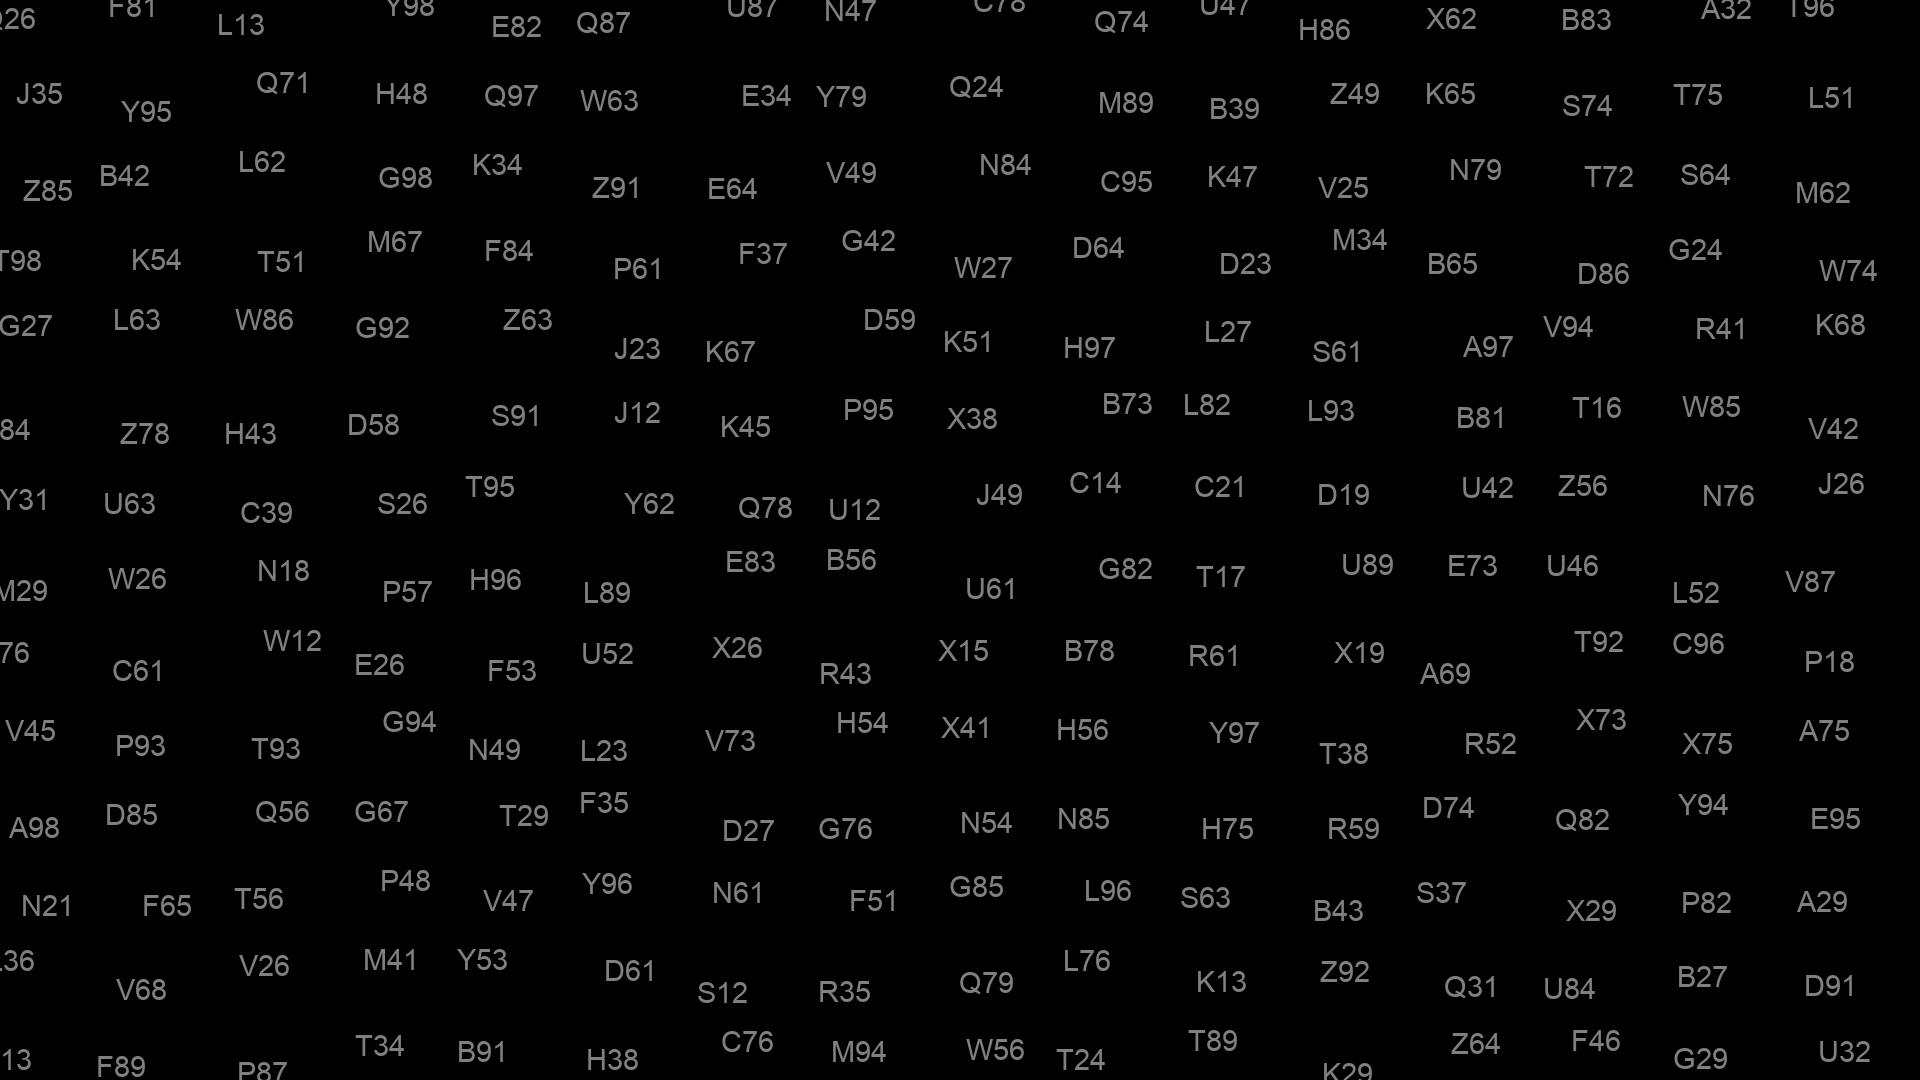 F81 L13 Y98 E82 Q87 U87 N47 C78 Q74 U47 H86 X62 B83 A32 T96
J35 Y95 Q71 H48 Q97 W63 E34 Y79 Q24 M89 B39 Z49 K65 S74 T75 L51
Z85 B42 L62 G98 K34 Z91 E64 V49 N84 C95 K47 V25 N79 T72 S64 M62
T98 K54 T51 M67 F84 P61 F37 G42 W27 D64 D23 M34 B65 D86 G24 W74
G27 L63 W86 G92 Z63 J23 K67 D59 K51 H97 L27 S61 A97 V94 R41 K68
84 Z78 H43 D58 S91 J12 K45 P95 X38 B73 L82 L93 B81 T16 W85 V42
Y31 U63 C39 S26 T95 Y62 Q78 U12 J49 C14 C21 D19 U42 Z56 N76 J26
M29 W26 N18 P57 H96 L89 E83 B56 U61 G82 T17 U89 E73 U46 L52 V87
76 C61 W12 E26 F53 U52 X26 R43 X15 B78 R61 X19 A69 T92 C96 P18
V45 P93 T93 G94 N49 L23 V73 H54 X41 H56 Y97 T38 R52 X73 X75 A75
A98 D85 Q56 G67 T29 F35 D27 G76 N54 N85 H75 R59 D74 Q82 Y94 E95
N21 F65 T56 P48 V47 Y96 N61 F51 G85 L96 S63 B43 S37 X29 P82 A29
36 V68 V26 M41 Y53 D61 S12 R35 Q79 L76 K13 Z92 Q31 U84 B27 D91
13 F89 P87 T34 B91 H38 C76 M94 W56 T24 T89 K29 Z64 F46 G29 U32